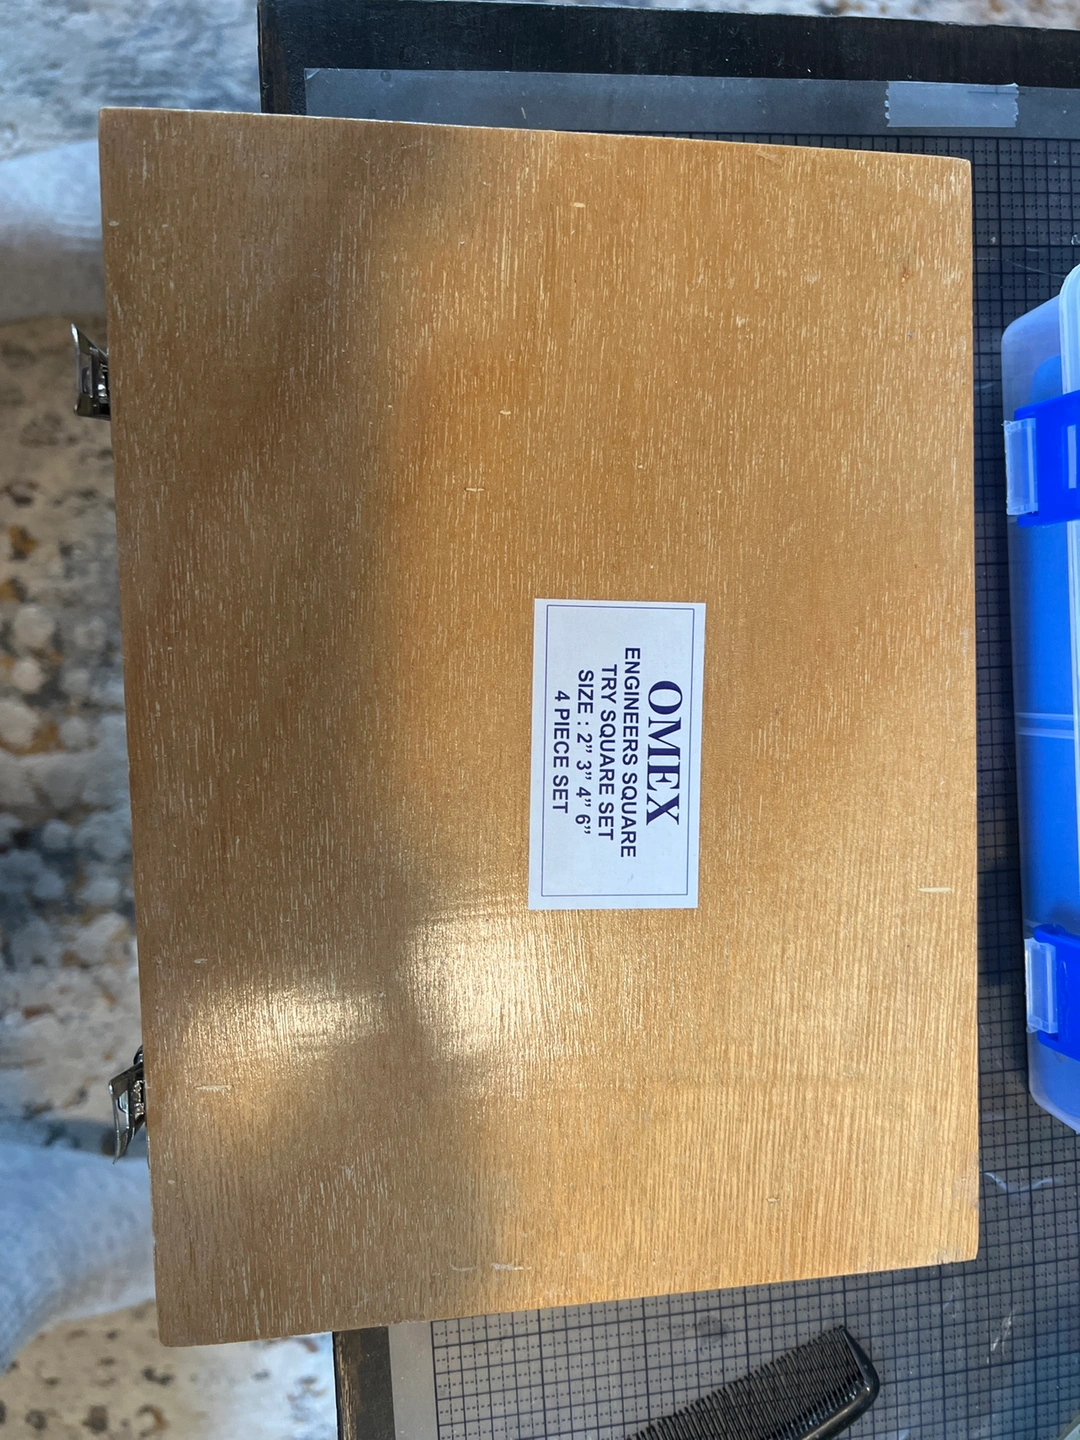 OMEX
ENGINEERS SQUARE
TRY SQUARE SET
SIZE : 2” 3” 4” 6”
4 PIECE SET